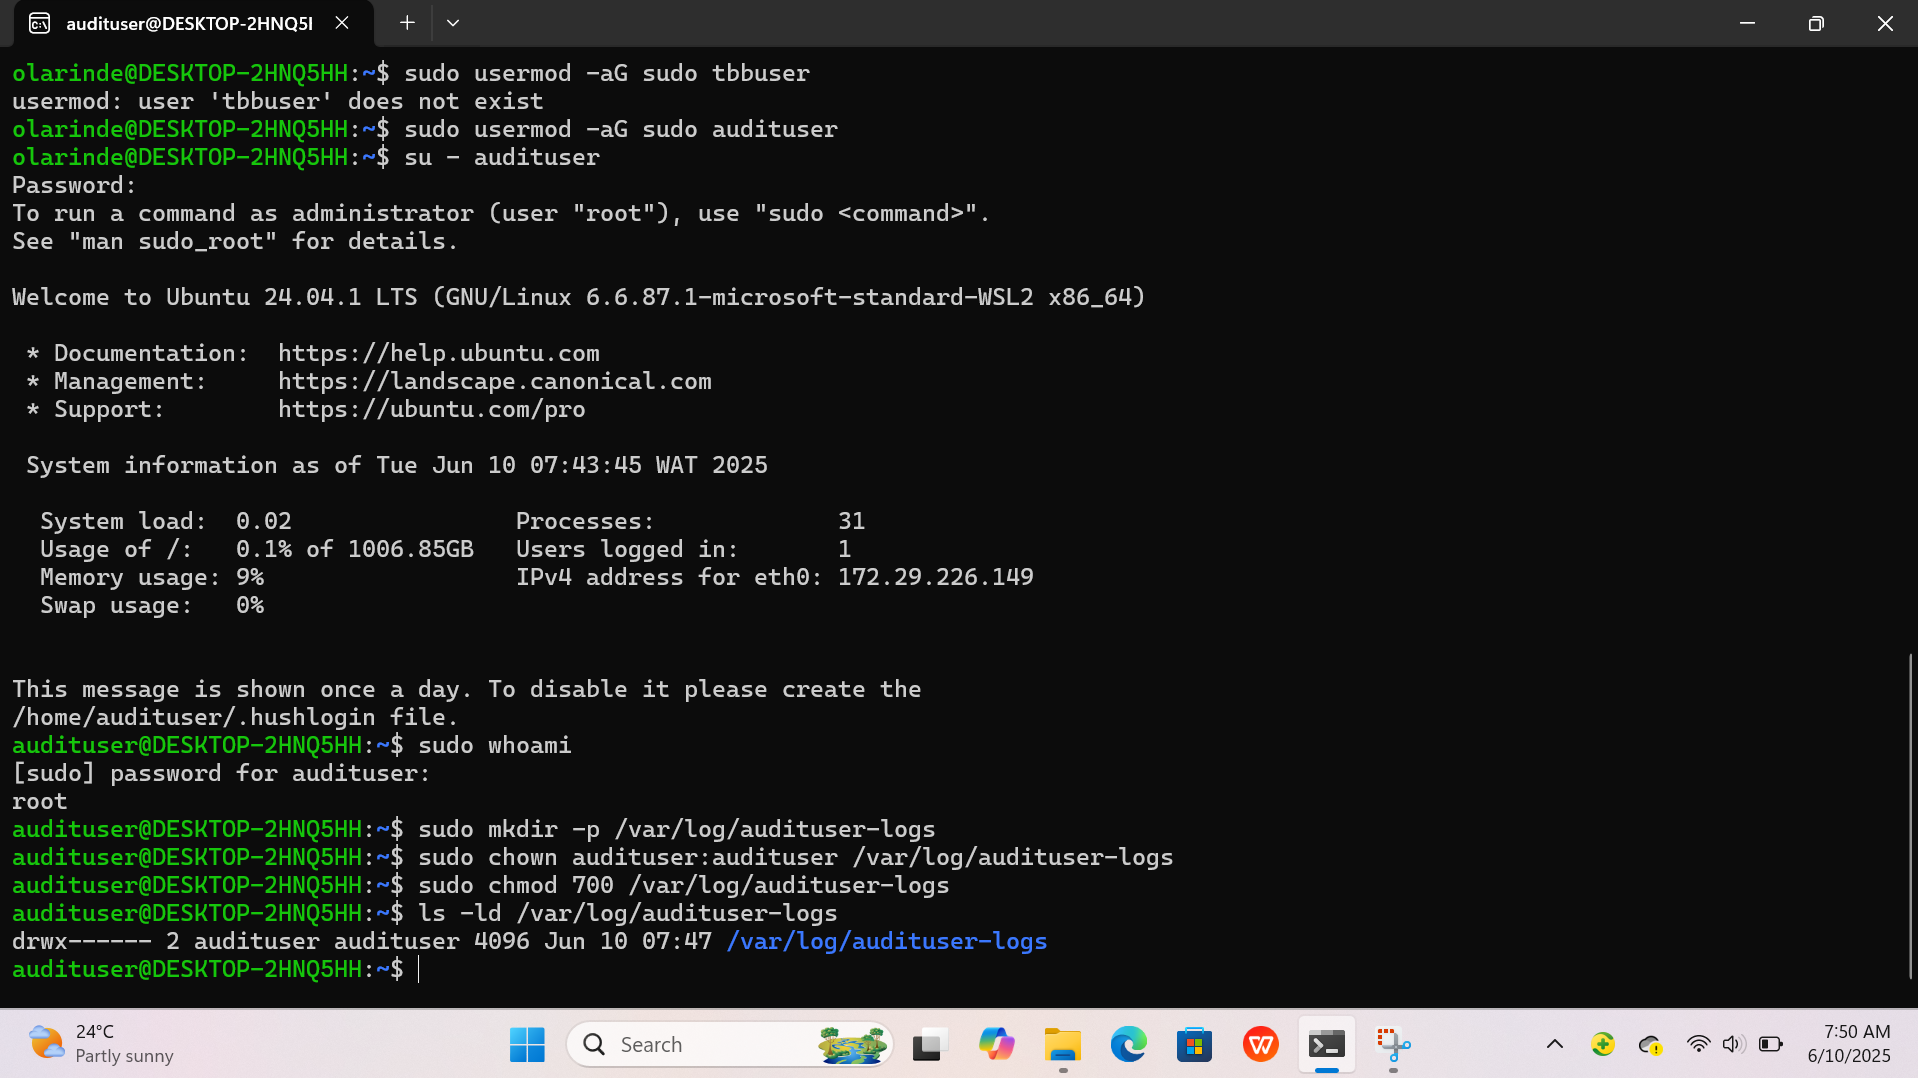 audituser@DESKTOP-2HNQ5I
olarinde@DESKTOP-2HNQ5HH:~$ sudo usermod -aG sudo tbbuser
usermod: user 'tbbuser' does not exist
olarinde@DESKTOP-2HNQ5HH:~$ sudo usermod -aG sudo audituser
olarinde@DESKTOP-2HNQ5HH:~$ su - audituser
Password:
To run a command as administrator (user "root"), use "sudo <command>".
See "man sudo_root" for details.
Welcome to Ubuntu 24.04.1 LTS (GNU/Linux 6.6.87.1-microsoft-standard-WSL2 x86_64)
* Documentation:  https://help.ubuntu.com
* Management:     https://landscape.canonical.com
* Support:        https://ubuntu.com/pro
System information as of Tue Jun 10 07:43:45 WAT 2025
System load:  0.02                Processes:             31
Usage of /:   0.1% of 1006.85GB   Users logged in:       1
Memory usage: 9%                  IPv4 address for eth0: 172.29.226.149
Swap usage:   0%
This message is shown once a day. To disable it please create the
/home/audituser/.hushlogin file.
audituser@DESKTOP-2HNQ5HH:~$ sudo whoami
[sudo] password for audituser:
root
audituser@DESKTOP-2HNQ5HH:~$ sudo mkdir -p /var/log/audituser-logs
audituser@DESKTOP-2HNQ5HH:~$ sudo chown audituser:audituser /var/log/audituser-logs
audituser@DESKTOP-2HNQ5HH:~$ sudo chmod 700 /var/log/audituser-logs
audituser@DESKTOP-2HNQ5HH:~$ ls -ld /var/log/audituser-logs
drwx------ 2 audituser audituser 4096 Jun 10 07:47 /var/log/audituser-logs
audituser@DESKTOP-2HNQ5HH:~$
24°C
Partly sunny
Search
7:50 AM
6/10/2025